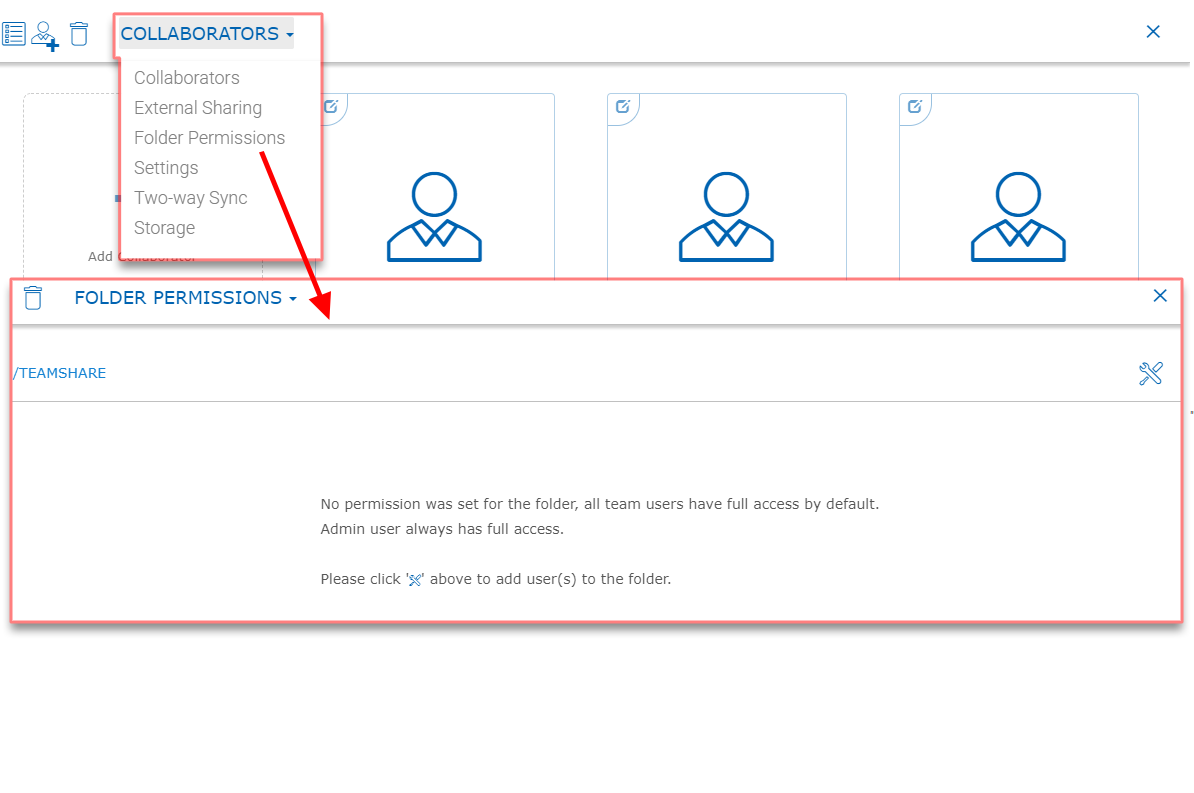 COLLABORATORS
Collaborators
External Sharing
Folder Permissions
Settings
Two-way Sync
Storage
Add Collaborator
FOLDER PERMISSIONS
/TEAMSHARE
No permission was set for the folder, all team users have full access by default.
Admin user always has full access.
Please click '' above to add user(s) to the folder.